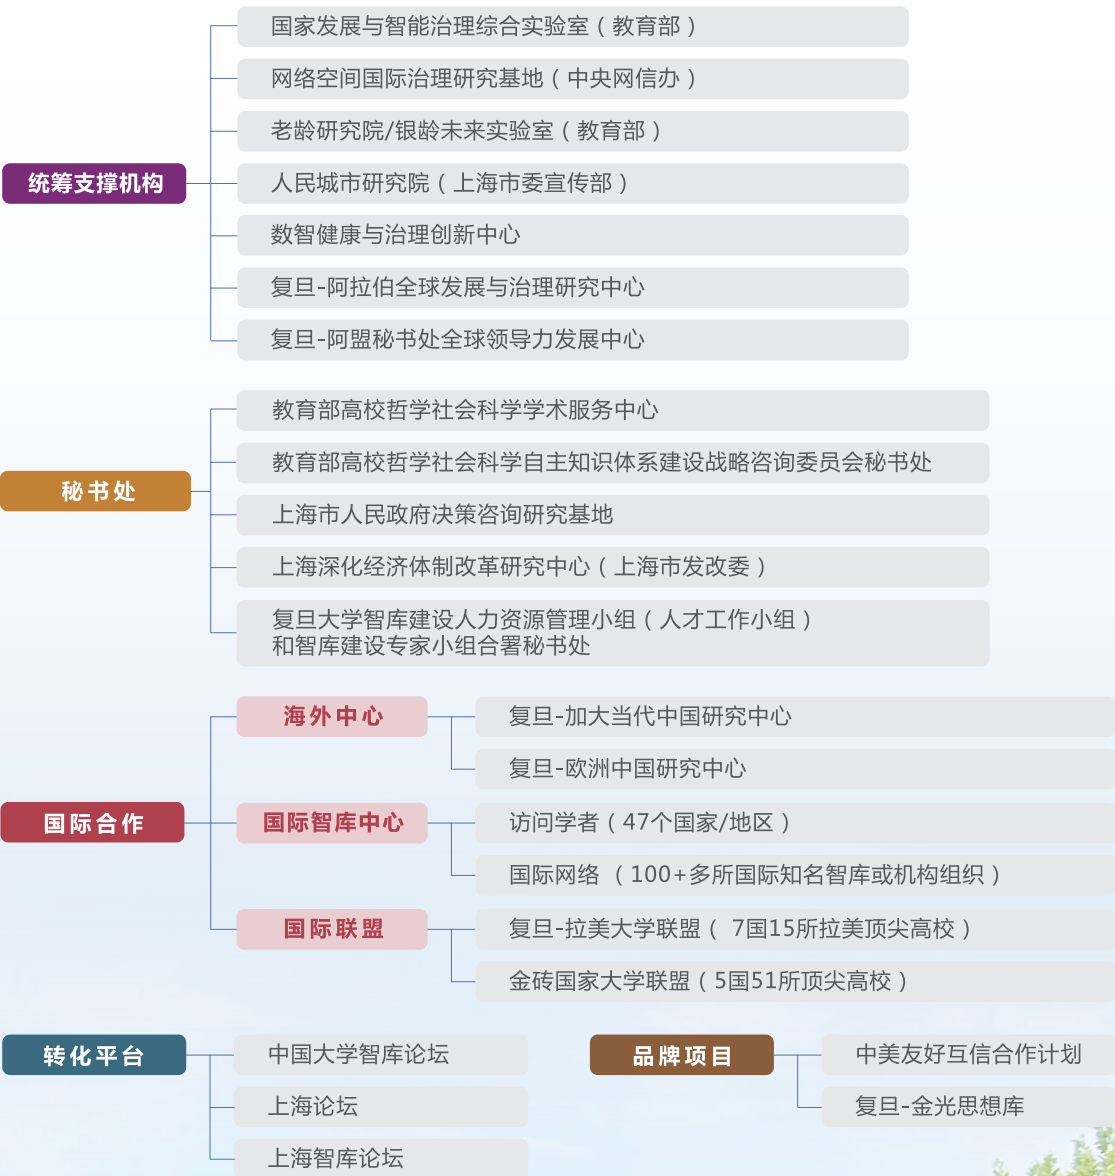 统筹支撑机构
国家发展与智能治理综合实验室（教育部）
网络空间国际治理研究基地（中央网信办）
老龄研究院/银龄未来实验室（教育部）
人民城市研究院（上海市委宣传部）
数智健康与治理创新中心
复旦-阿拉伯全球发展与治理研究中心
复旦-阿盟秘书处全球领导力发展中心
秘书处
教育部高校哲学社会科学学术服务中心
教育部高校哲学社会科学自主知识体系建设战略咨询委员会秘书处
上海市人民政府决策咨询研究基地
上海深化经济体制改革研究中心（上海市发改委）
复旦大学智库建设人力资源管理小组（人才工作小组）
和智库建设专家小组合署秘书处
国际合作
海外中心
复旦-加大当代中国研究中心
复旦-欧洲中国研究中心
国际智库中心
访问学者（47个国家/地区）
国际网络 （100+多所国际知名智库或机构组织）
国际联盟
复旦-拉美大学联盟（ 7国15所拉美顶尖高校）
金砖国家大学联盟（5国51所顶尖高校）
转化平台
中国大学智库论坛
上海论坛
上海智库论坛
品牌项目
中美友好互信合作计划
复旦-金光思想库